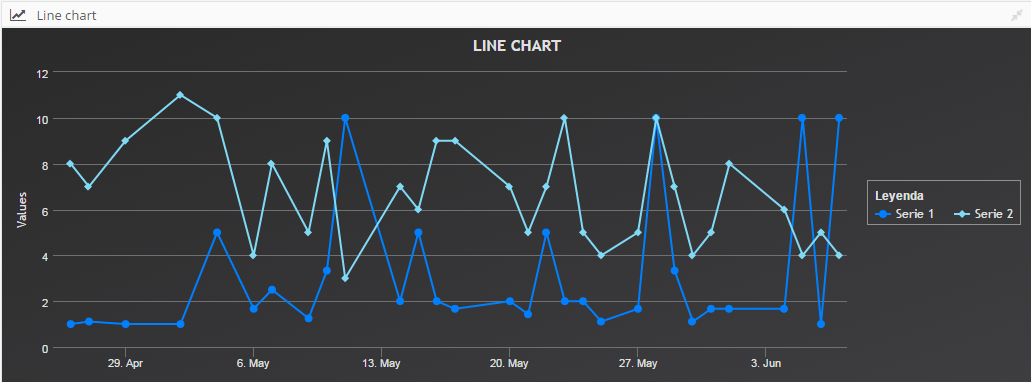 Line chart
LINE CHART
12
10
8
6
4
2
0
Values
29. Apr
6. May
13. May
20. May
27. May
3. Jun
Leyenda
Serie 1
Serie 2